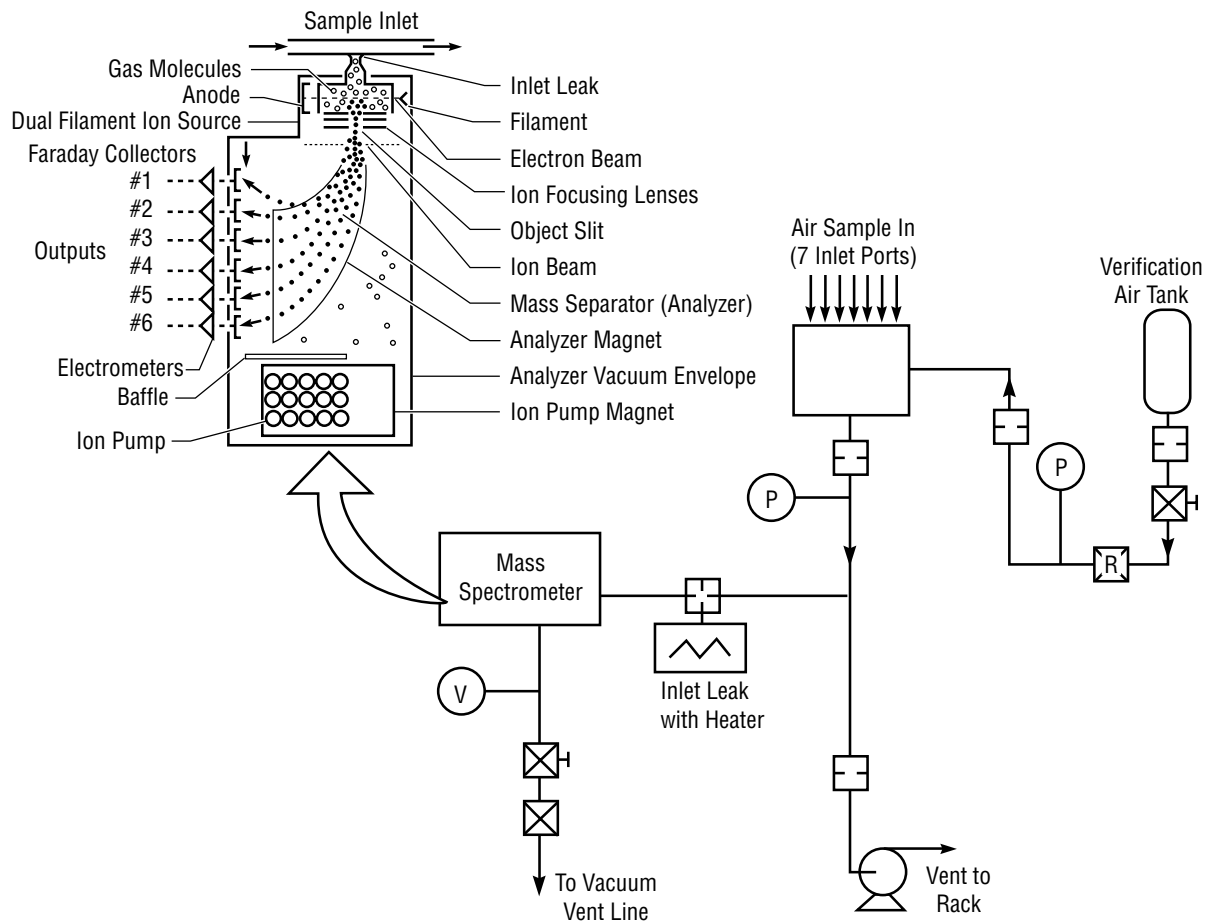 Sample Inlet
Gas Molecules
Anode
Dual Filament Ion Source
Faraday Collectors
#1
#2
#3
#4
#5
#6
Outputs
Electrometers
Baffle
Ion Pump
Inlet Leak
Filament
Electron Beam
Ion Focusing Lenses
Object Slit
Ion Beam
Mass Separator (Analyzer)
Analyzer Magnet
Analyzer Vacuum Envelope
Ion Pump Magnet
Air Sample In
(7 Inlet Ports)
Verification
Air Tank
P
P
R
Mass
Spectrometer
V
Inlet Leak
with Heater
To Vacuum
Vent Line
Vent to
Rack